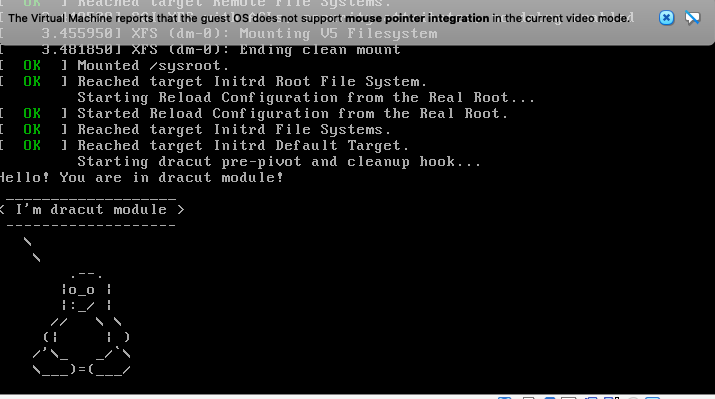 The Virtual Machine reports that the guest OS does not support mouse pointer integration in the current video mode.
[ OK ] Reached target Remote File Systems.
[ 3.455950] XFS (dm-0): Mounting V5 Filesystem
[ 3.481850] XFS (dm-0): Ending clean mount
[ OK ] Mounted /sysroot.
[ OK ] Reached target Initrd Root File System.
Starting Reload Configuration from the Real Root...
[ OK ] Started Reload Configuration from the Real Root.
[ OK ] Reached target Initrd File Systems.
[ OK ] Reached target Initrd Default Target.
Starting dracut pre-pivot and cleanup hook...
Hello! You are in dracut module!
 ___________________
< I'm dracut module >
 -------------------
   \
    \
        .--.
       |o_o |
       |:_/ |
      //   \ \
     (|     | )
    /'\_   _/`\
    \___)=(___/